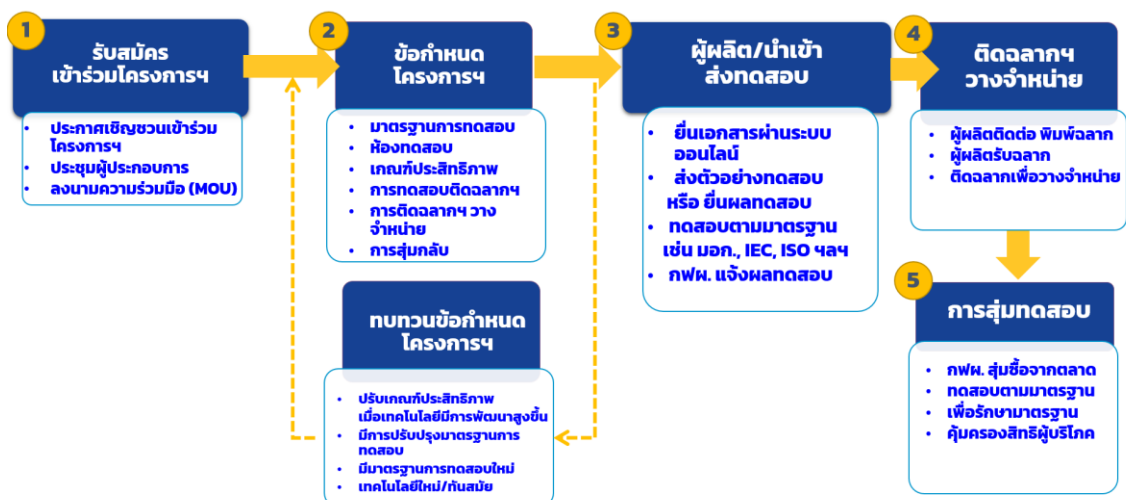 1
รับสมัคร
เข้าร่วมโครงการฯ
• ประกาศเชิญชวนเข้าร่วม
โครงการฯ
• ประชุมผู้ประกอบการ
• ลงนามความร่วมมือ (MOU)
2
ข้อกำหนด
โครงการฯ
• มาตรฐานการทดสอบ
• ห้องทดสอบ
• เกณฑ์ประสิทธิภาพ
• การทดสอบติดฉลากฯ
• การติดฉลากฯ วาง
จำหน่าย
• การสุ่มกลับ
ทบทวนข้อกำหนด
โครงการฯ
• ปรับเกณฑ์ประสิทธิภาพ
เมื่อเทคโนโลยีมีการพัฒนาสูงขึ้น
• มีการปรับปรุงมาตรฐานการ
ทดสอบ
• มีมาตรฐานการทดสอบใหม่
• เทคโนโลยีใหม่/ทันสมัย
3
ผู้ผลิต/นำเข้า
ส่งทดสอบ
• ยื่นเอกสารผ่านระบบ
ออนไลน์
• ส่งตัวอย่างทดสอบ
หรือ ยื่นผลทดสอบ
• ทดสอบตามมาตรฐาน
เช่น มอก., IEC, ISO ฯลฯ
• กฟผ. แจ้งผลทดสอบ
4
ติดฉลากฯ
วางจำหน่าย
• ผู้ผลิตติดต่อ พิมพ์ฉลาก
• ผู้ผลิตรับฉลาก
• ติดฉลากเพื่อวางจำหน่าย
5
การสุ่มทดสอบ
• กฟผ. สุ่มซื้อจากตลาด
• ทดสอบตามมาตรฐาน
• เพื่อรักษามาตรฐาน
• คุ้มครองสิทธิผู้บริโภค